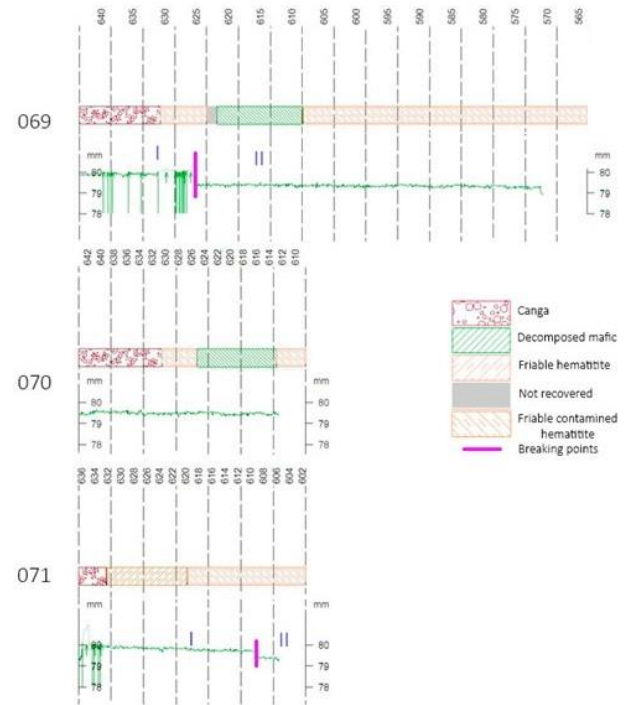 640 635 630 625 620 615 610 605 600 590 585 580 575 570 565
069
mm mm
80 80
79 79
78 78
I II
642 640 638 636 634 632 630 628 626 624 622 620 618 616 614 612 610
070
mm mm
80 80
79 79
78 78
636 634 632 630 628 626 624 622 620 618 616 614 612 610 608 606 604 602
071
mm mm
80 80
79 79
78 78
I II
Canga
Decomposed mafic
Friable hematitite
Not recovered
Friable contamined
hematitite
Breaking points